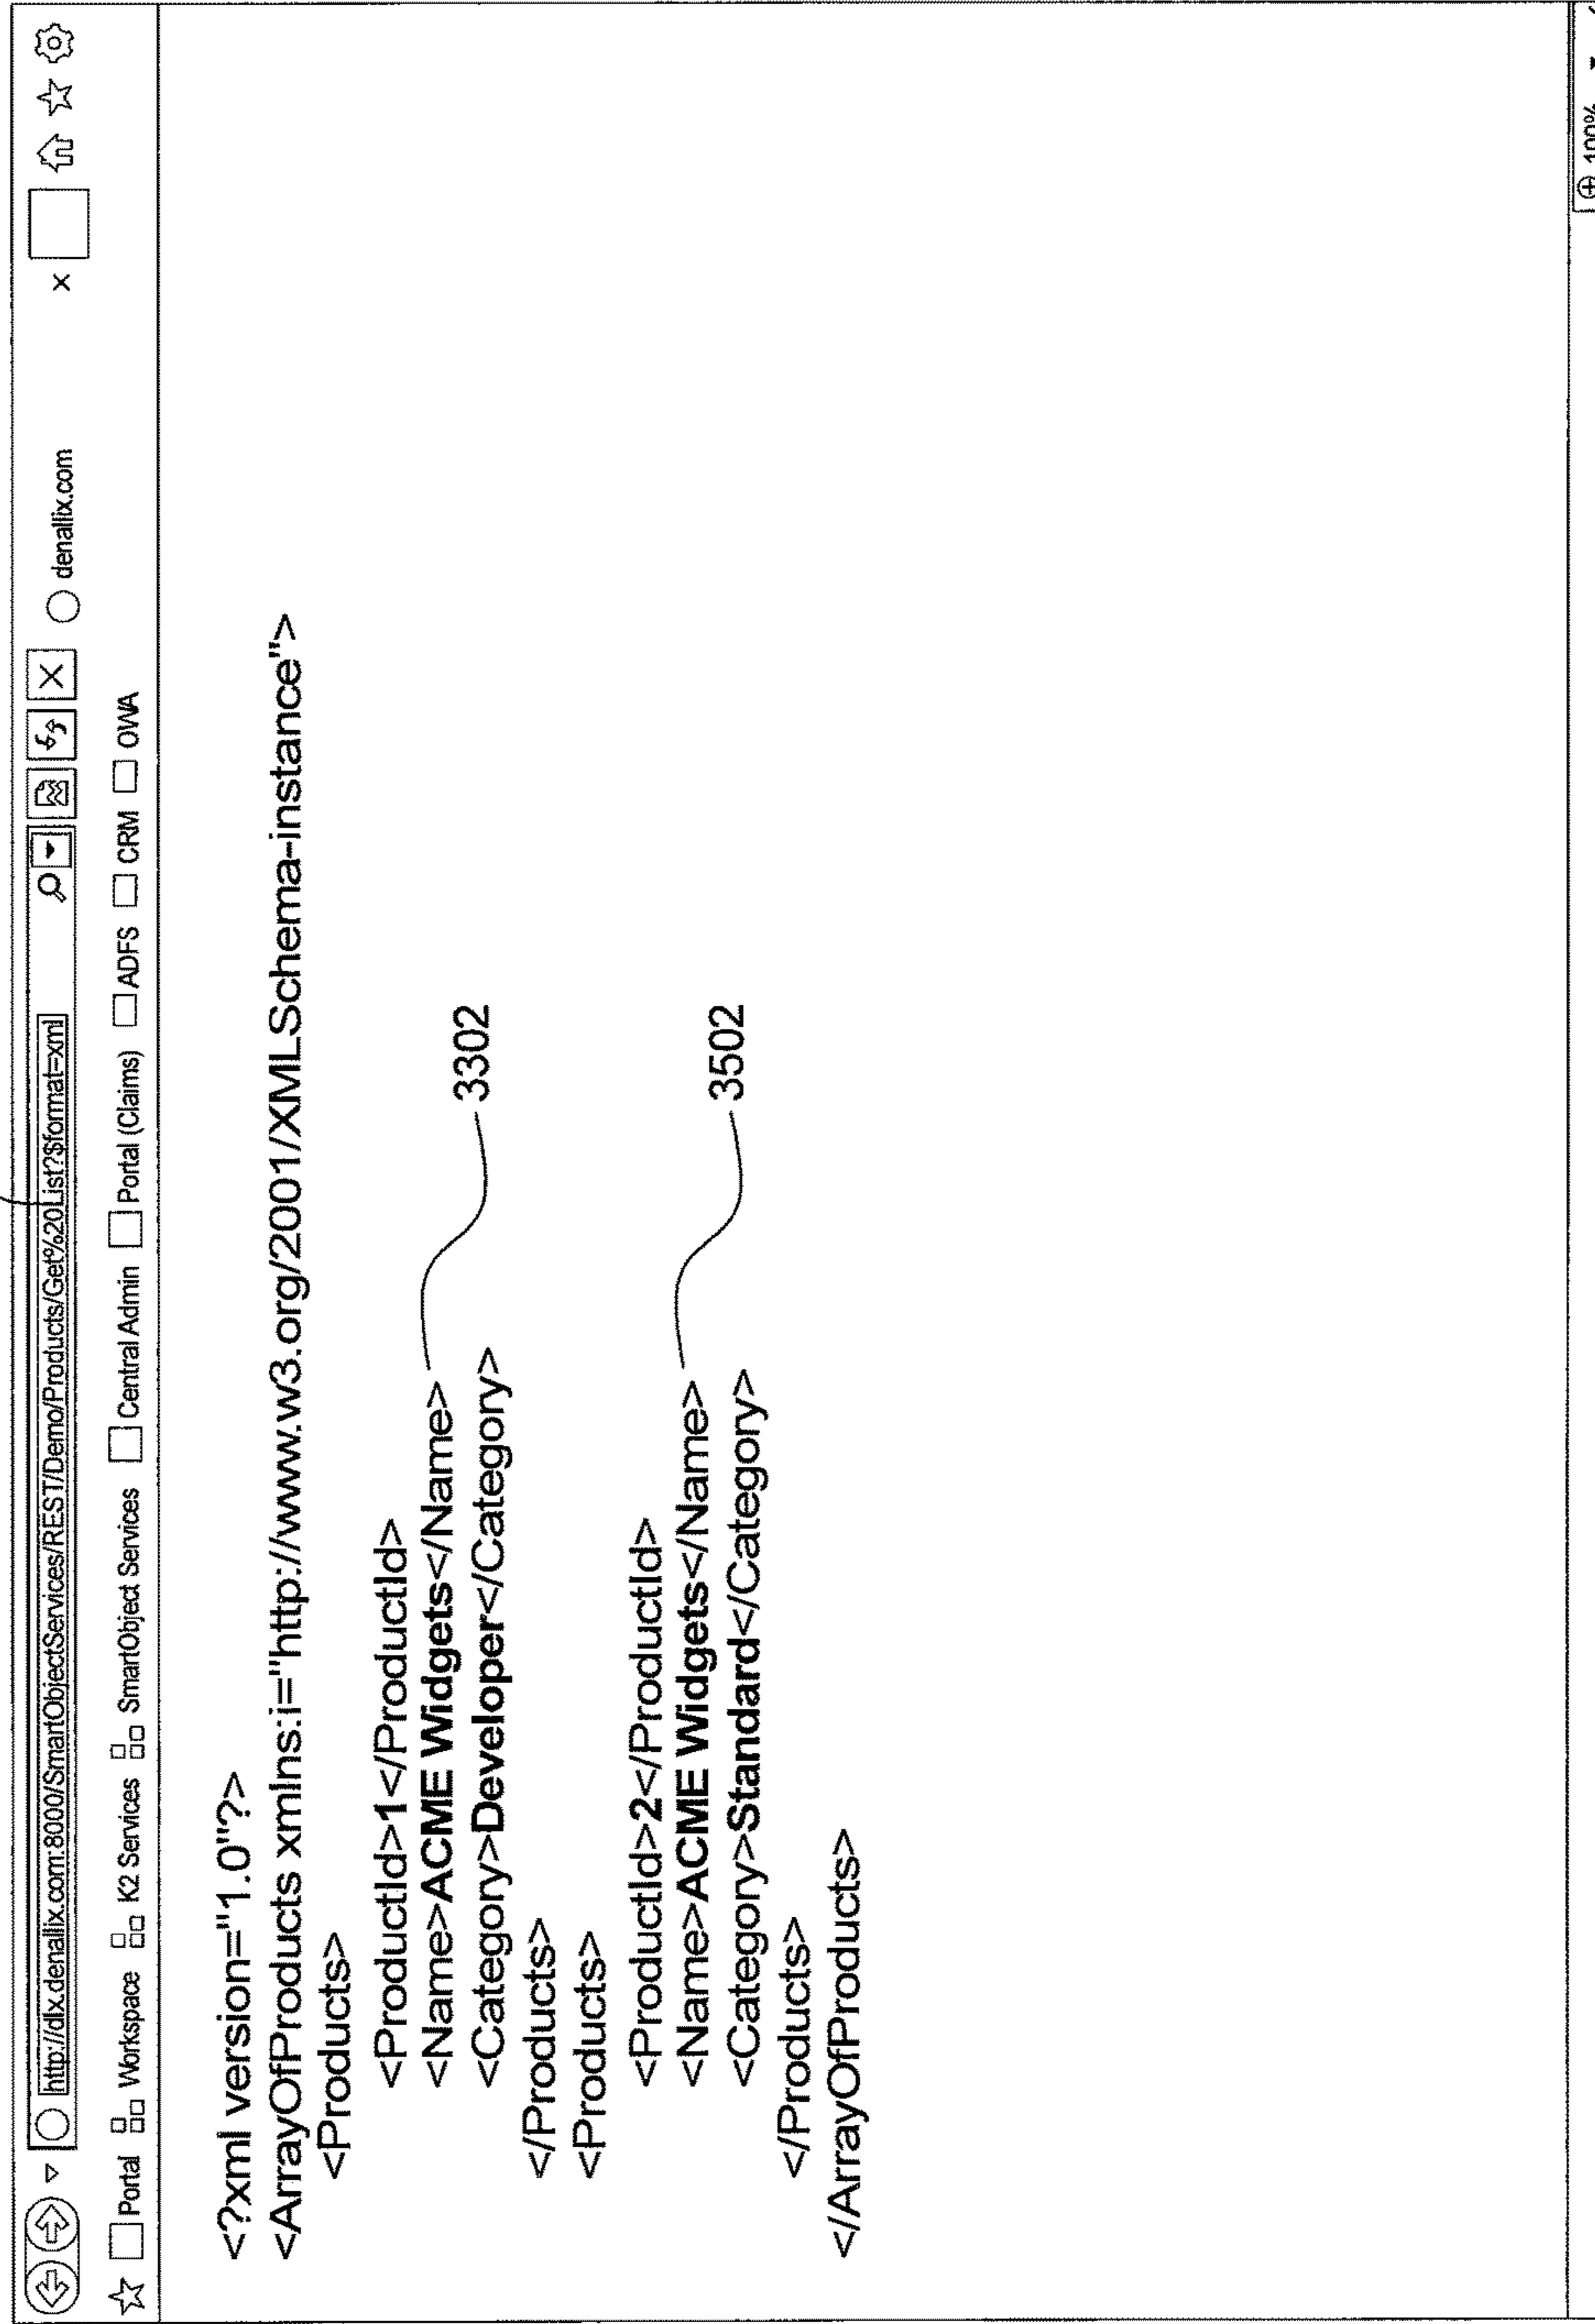 http://dlx.denallix.com:8000/SmartObjectServices/REST/Demo/Products/Get%20List?$format=xml denallix.com x
Portal Workspace K2 Services SmartObject Services Central Admin Portal (Claims) ADFS CRM OWA
<?xml version="1.0"?>
<ArrayOfProducts xmlns:i="http://www.w3.org/2001/XMLSchema-instance">
<Products>
<ProductId>1</ProductId>
<Name>ACME Widgets</Name>
3302
<Category>Developer</Category>
</Products>
<Products>
<ProductId>2</ProductId>
<Name>ACME Widgets</Name>
3502
<Category>Standard</Category>
</Products>
</ArrayOfProducts>
100%